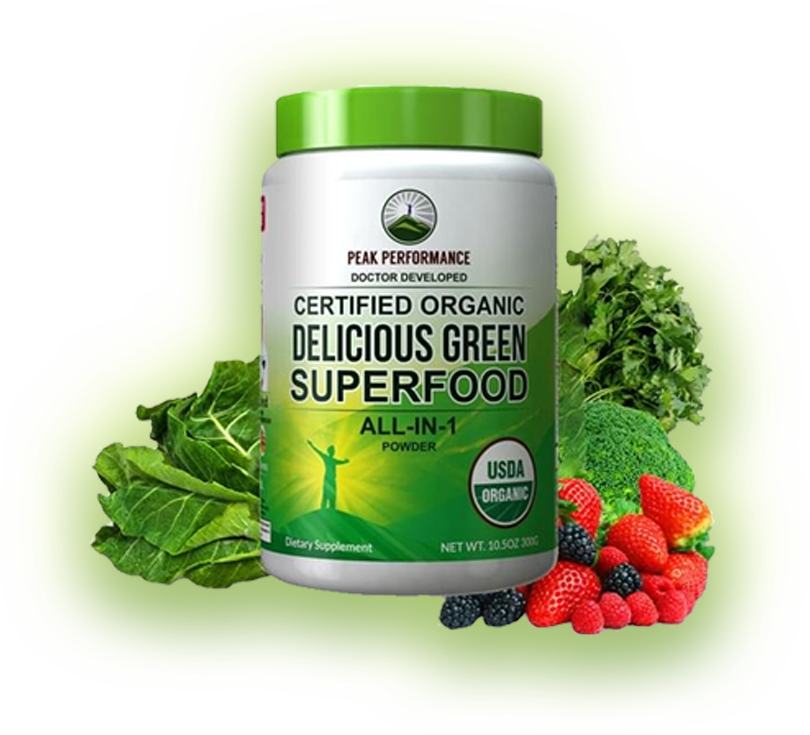 PEAK PERFORMANCE
DOCTOR DEVELOPED
CERTIFIED ORGANIC
DELICIOUS GREEN
SUPERFOOD
ALL-IN-1
POWDER
USDA
ORGANIC
Dietary Supplement
NET WT. 10.5OZ 300G